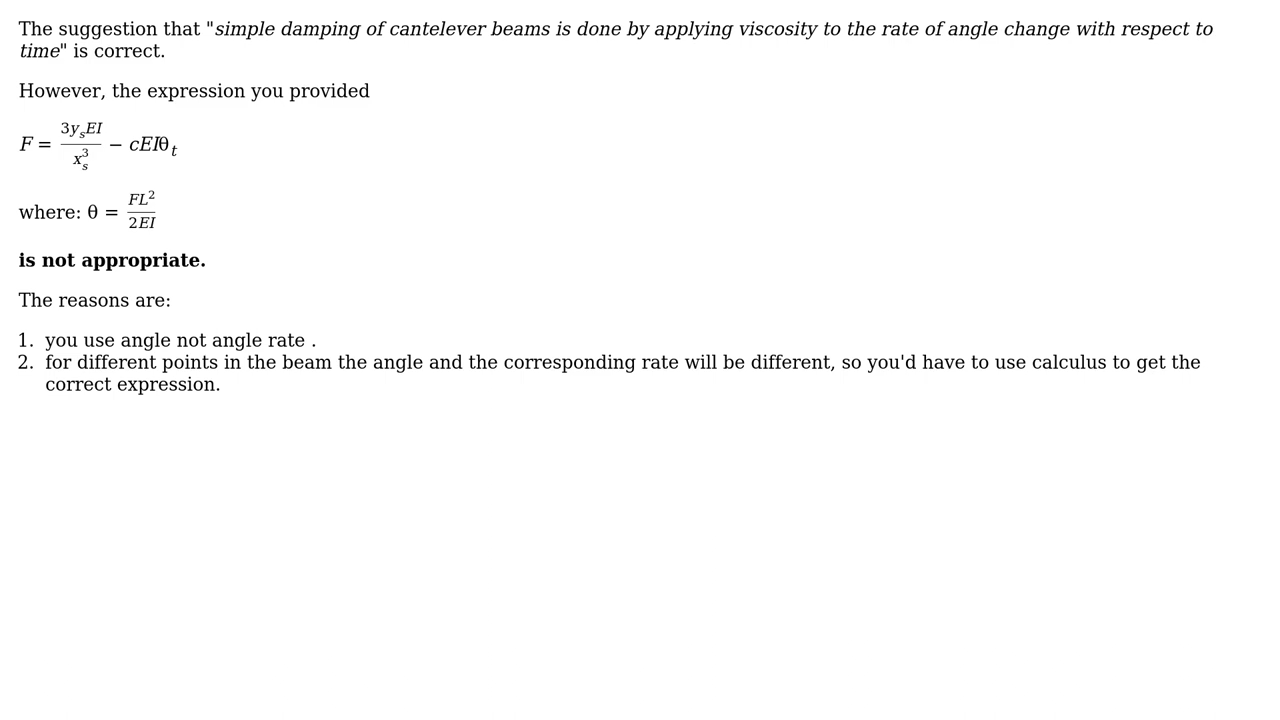 The suggestion that "simple damping of cantelever beams is done by applying viscosity to the rate of angle change with respect to
time" is correct.
However, the expression you provided
F = \frac{3y_sEI}{x_s^3} − cEIθ_t
where: θ = \frac{FL^2}{2EI}
is not appropriate.
The reasons are:
1. you use angle not angle rate .
2. for different points in the beam the angle and the corresponding rate will be different, so you'd have to use calculus to get the
correct expression.